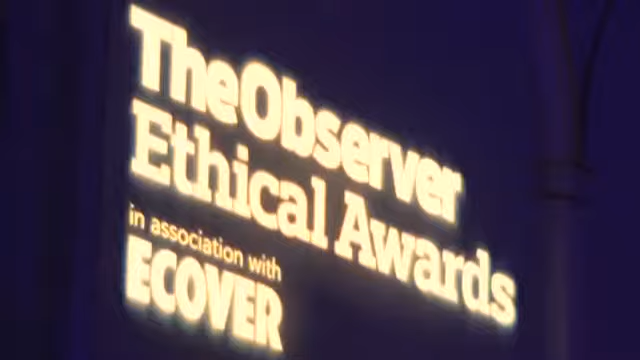 TheObserver
Ethical Awards
in association with
ECOVER